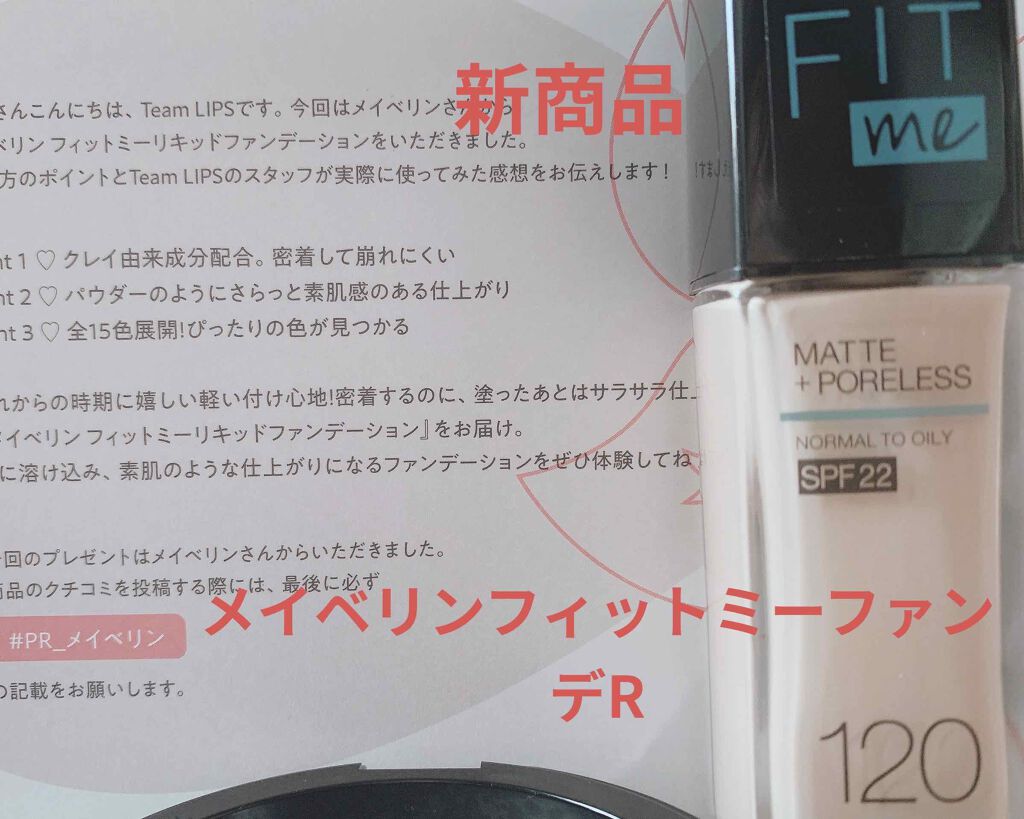 新商品
さんこんにちは、Team LIPSです。今回はメイベリンさんから
ベリン フィットミーリキッドファンデーションをいただきました。
方のポイントとTeam LIPSのスタッフが実際に使ってみた感想をお伝えします!
nt 1 ♡ クレイ由来成分配合。密着して崩れにくい
nt 2 ♡ パウダーのようにさらっと素肌感のある仕上がり
nt 3 ♡ 全15色展開!ぴったりの色が見つかる
れからの時期に嬉しい軽い付け心地!密着するのに、塗ったあとはサラサラ仕上
メイベリン フィットミーリキッドファンデーション』をお届け。
に溶け込み、素肌のような仕上がりになるファンデーションをぜひ体験してね
今回のプレゼントはメイベリンさんからいただきました。
商品のクチコミを投稿する際には、最後に必ず
#PR_メイベリン
の記載をお願いします。
メイベリンフィットミーファン
デR
FIT
me
MATTE
+ PORELESS
NORMAL TO OILY
SPF 22
120